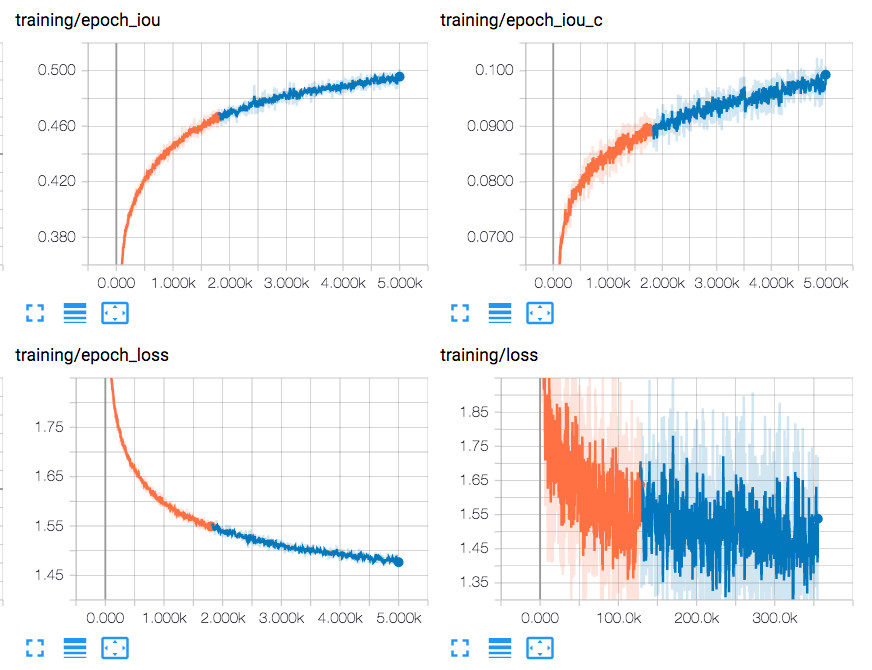 training/epoch_iou
0.500
0.460
0.420
0.380
0.000 1.000k 2.000k 3.000k 4.000k 5.000k
training/epoch_iou_c
0.100
0.0900
0.0800
0.0700
0.000 1.000k 2.000k 3.000k 4.000k 5.000k
training/epoch_loss
1.75
1.65
1.55
1.45
0.000 1.000k 2.000k 3.000k 4.000k 5.000k
training/loss
1.85
1.75
1.65
1.55
1.45
1.35
0.000 100.0k 200.0k 300.0k